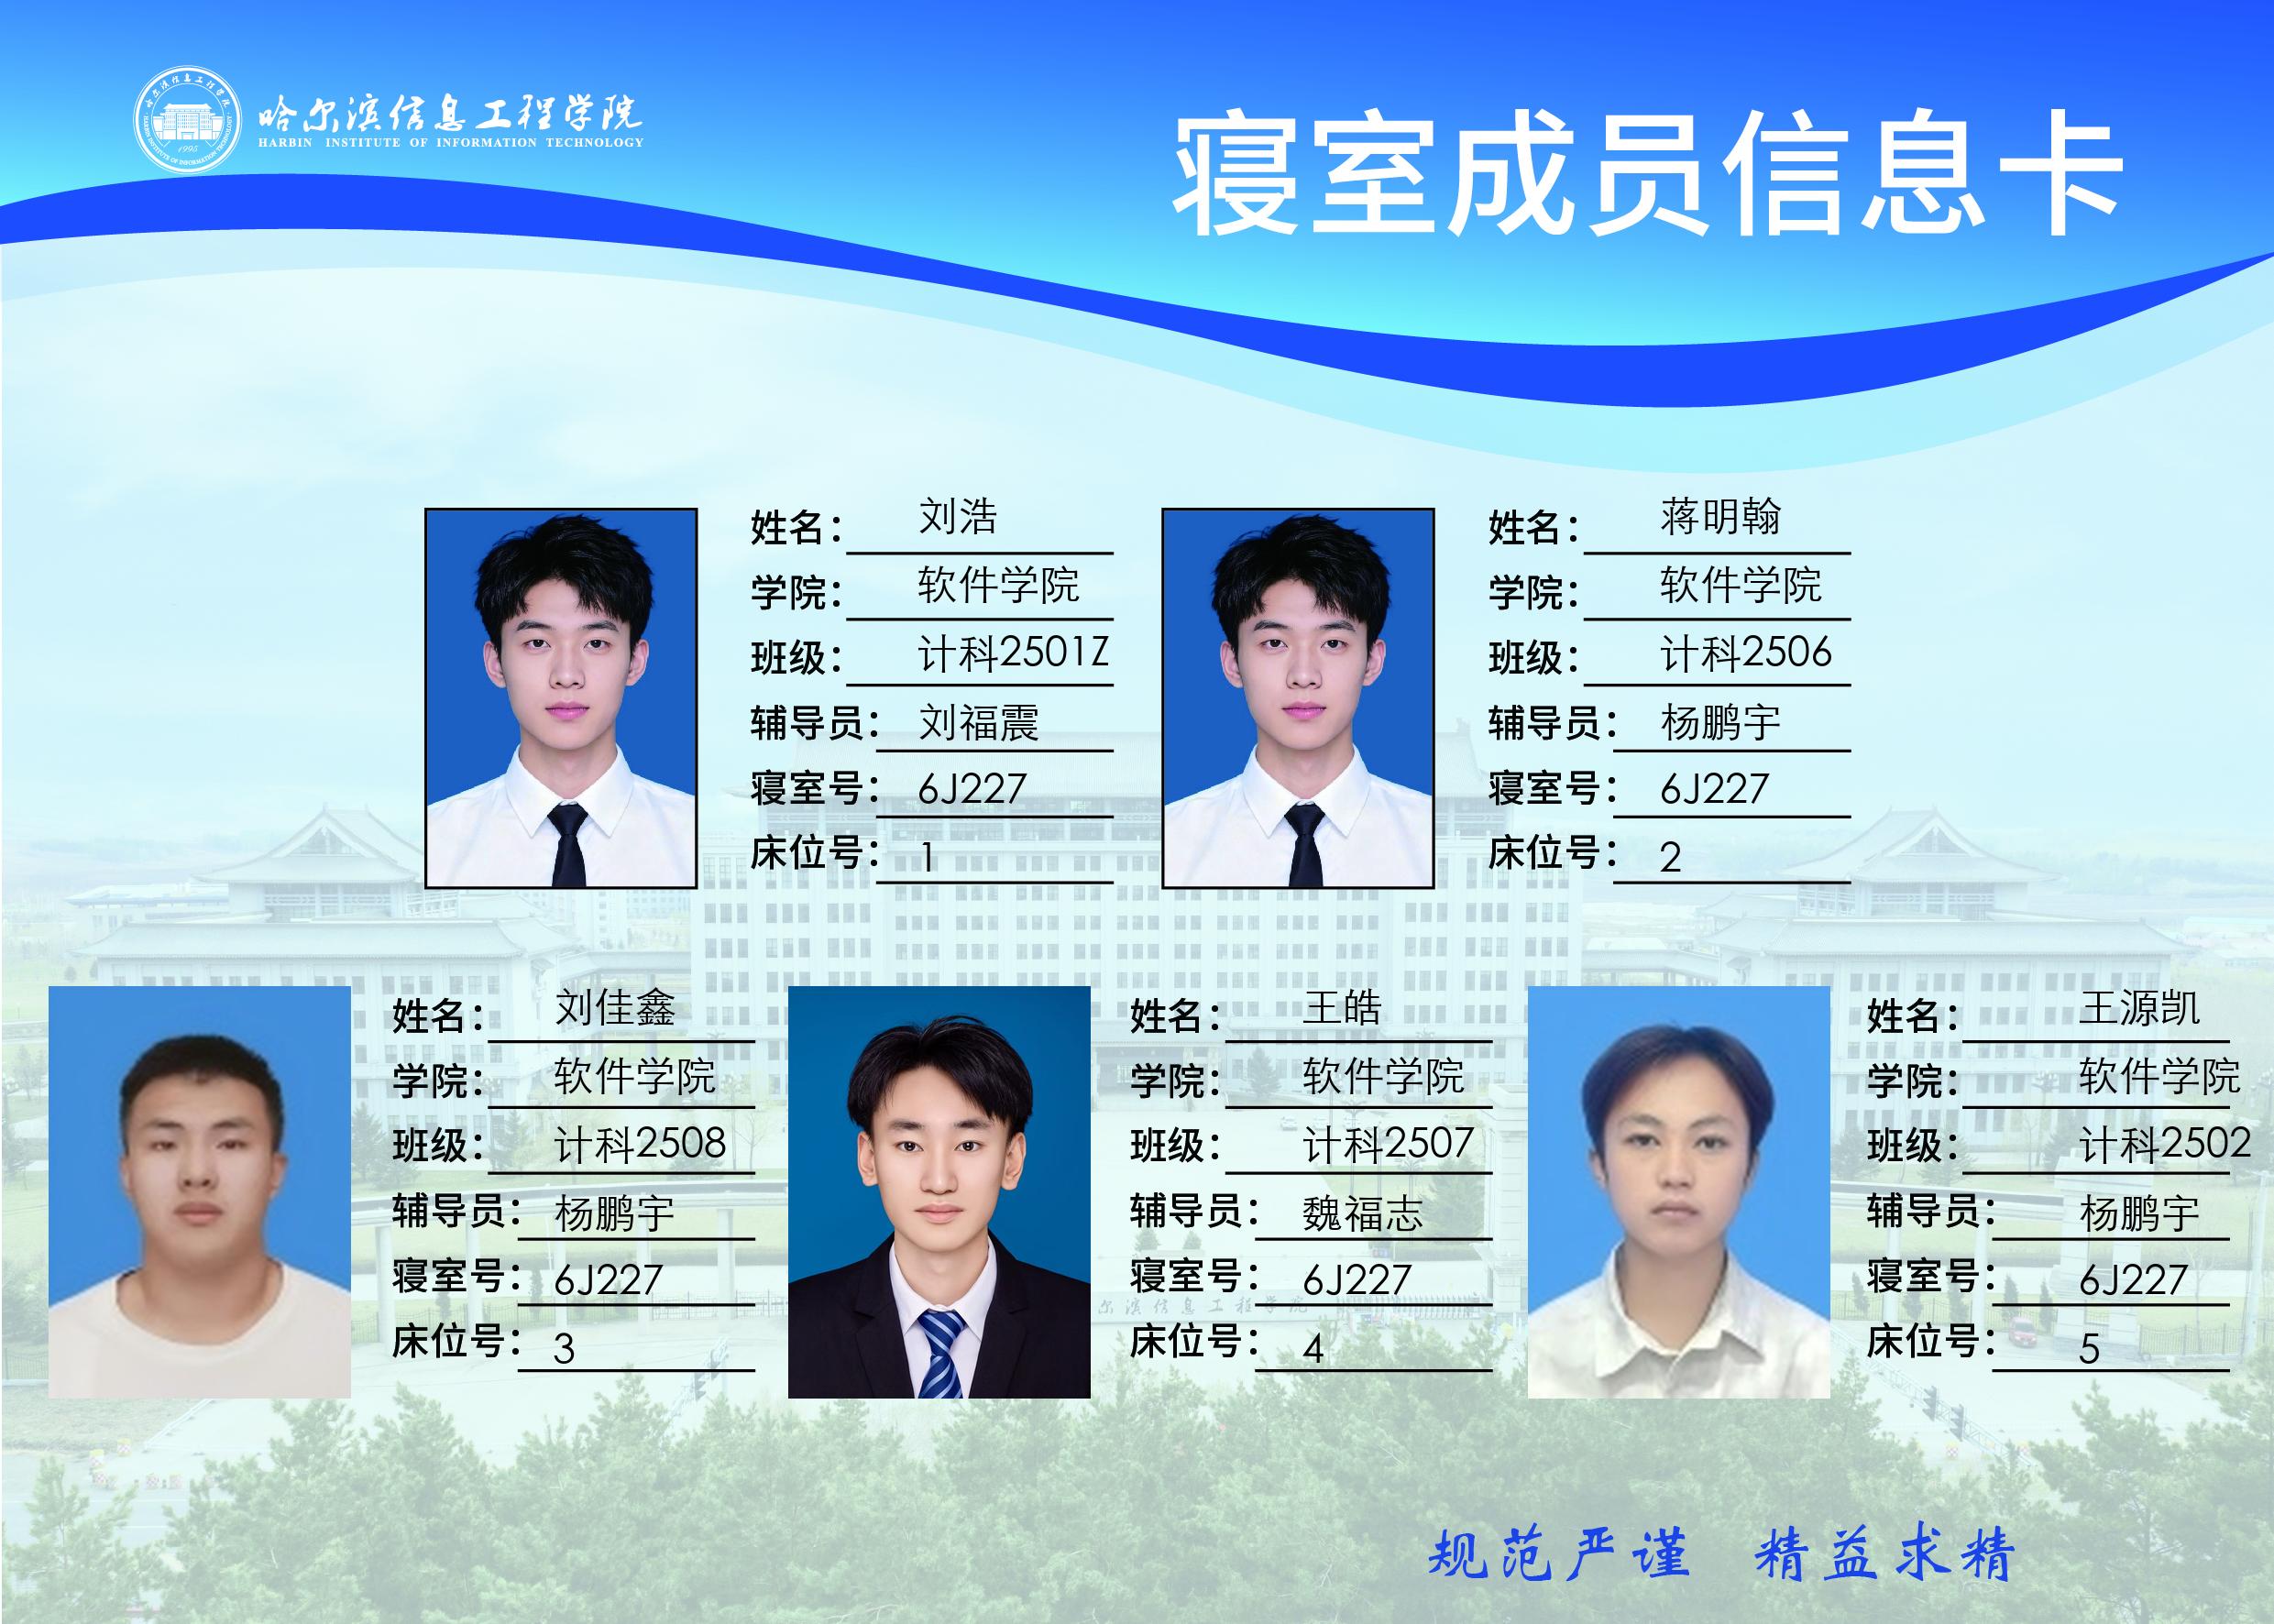 哈尔滨信息工程学院
HARBIN INSTITUTE OF INFORMATION TECHNOLOGY
1995
寝室成员信息卡
姓名：刘浩
学院：软件学院
班级：计科2501Z
辅导员：刘福震
寝室号：6J227
床位号：1
姓名：蒋明翰
学院：软件学院
班级：计科2506
辅导员：杨鹏宇
寝室号：6J227
床位号：2
姓名：刘佳鑫
学院：软件学院
班级：计科2508
辅导员：杨鹏宇
寝室号：6J227
床位号：3
姓名：王皓
学院：软件学院
班级：计科2507
辅导员：魏福志
寝室号：6J227
床位号：4
姓名：王源凯
学院：软件学院
班级：计科2502
辅导员：杨鹏宇
寝室号：6J227
床位号：5
尔滨信息工程学院
规范严谨 精益求精